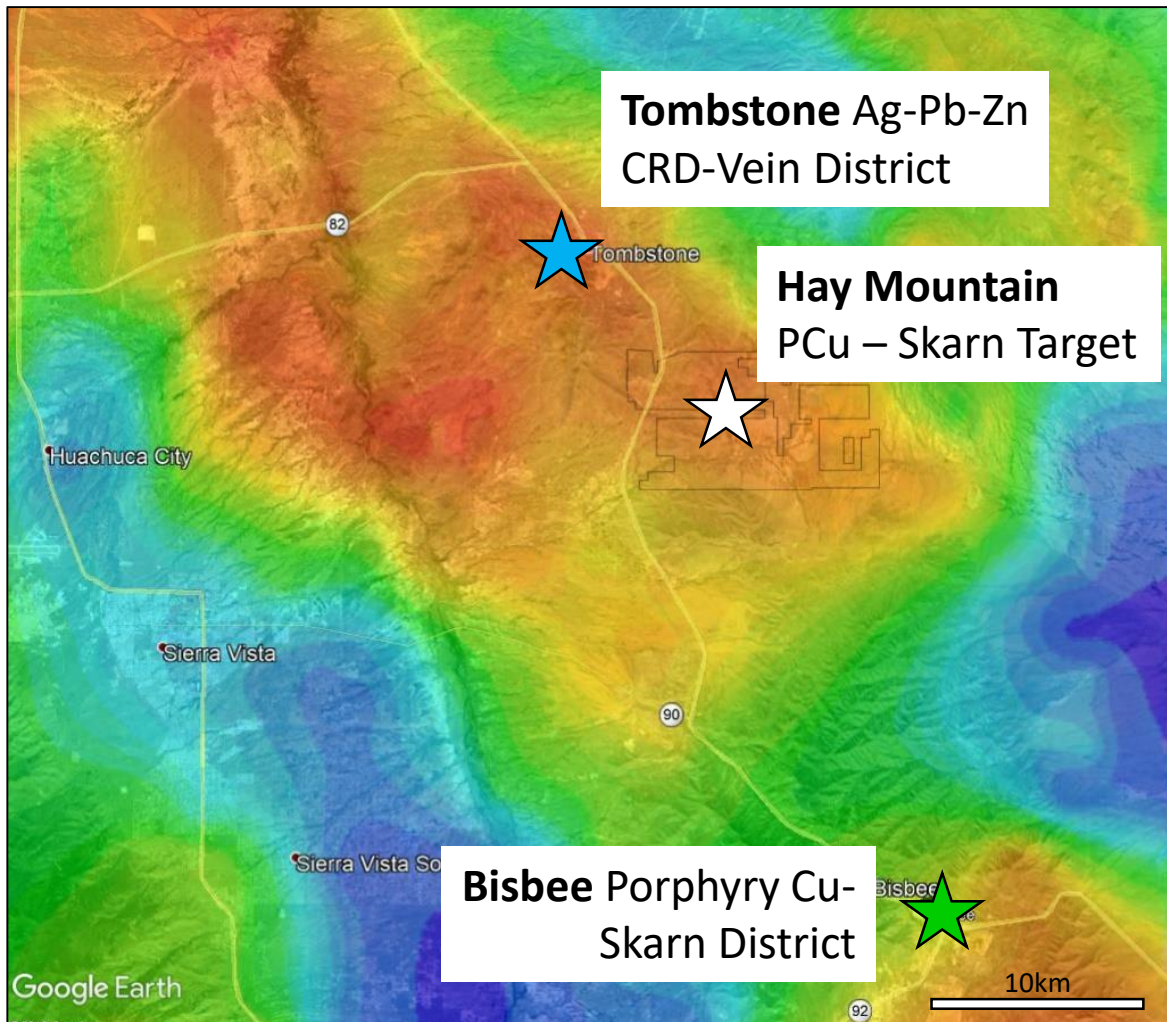 Tombstone Ag-Pb-Zn
CRD-Vein District
82
Tombstone
Hay Mountain
PCu – Skarn Target
Huachuca City
Sierra Vista
90
Sierra Vista So
Bisbee Porphyry Cu-
Skarn District
Bisbee
Google Earth
10km
92